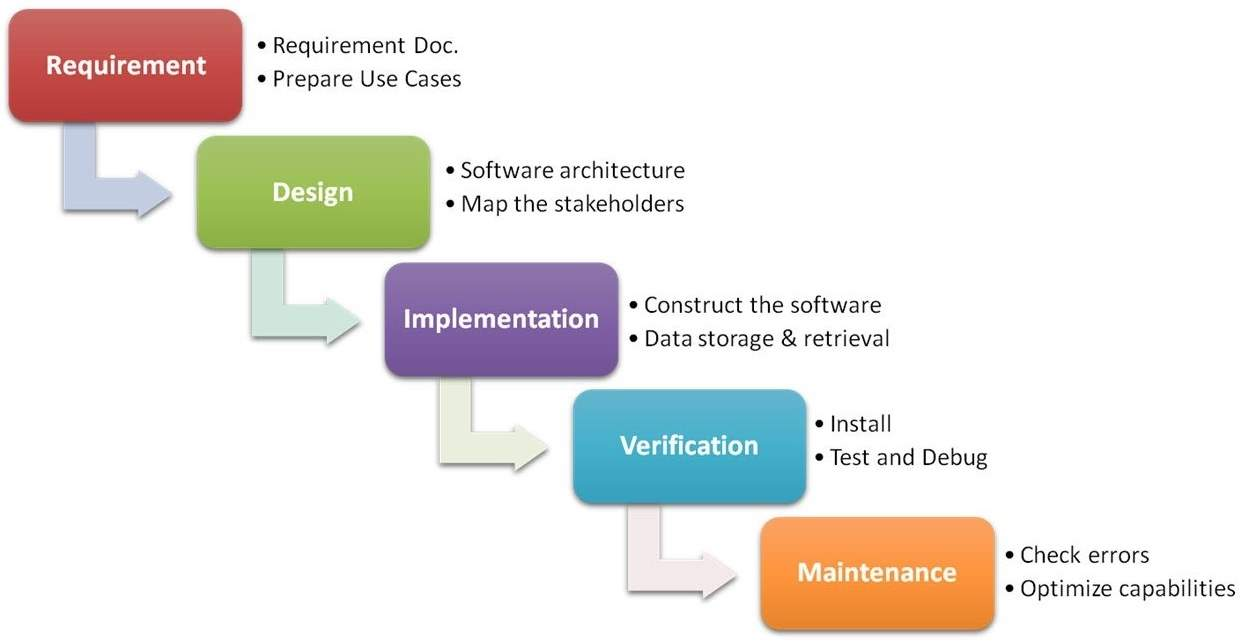 Requirement
• Requirement Doc.
• Prepare Use Cases
Design
• Software architecture
• Map the stakeholders
Implementation
• Construct the software
• Data storage & retrieval
Verification
• Install
• Test and Debug
Maintenance
• Check errors
• Optimize capabilities